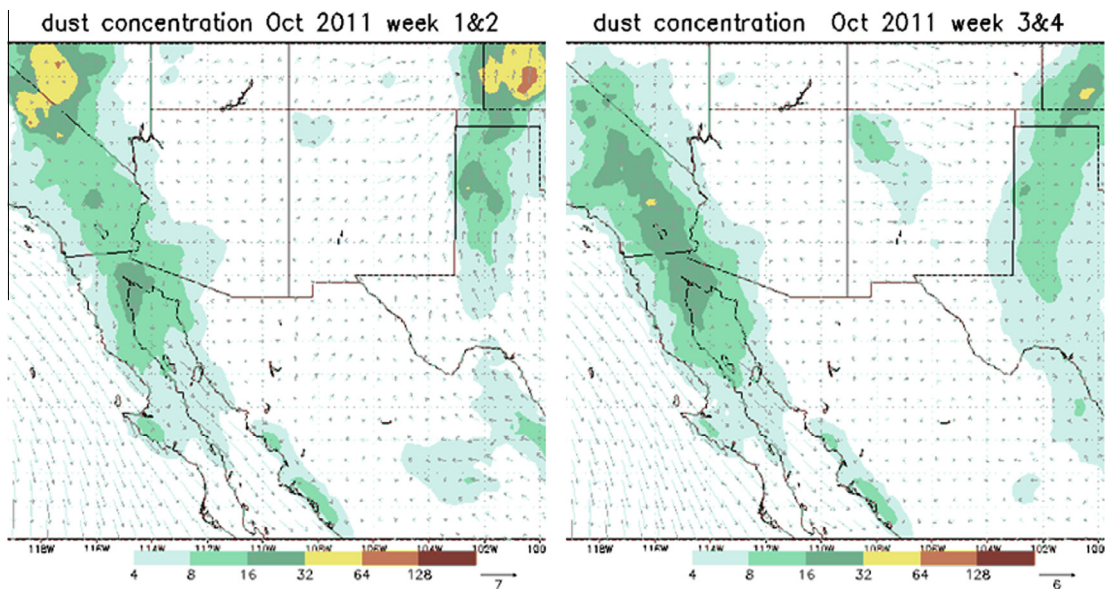 dust concentration Oct 2011 week 1&2
dust concentration Oct 2011 week 3&4
118W 116W 114W 112W 110W 108W 106W 104W 102W 100
118W 116W 114W 112W 110W 108W 106W 104W 102W 100
4 8 16 32 64 128 7
4 8 16 32 64 128 6